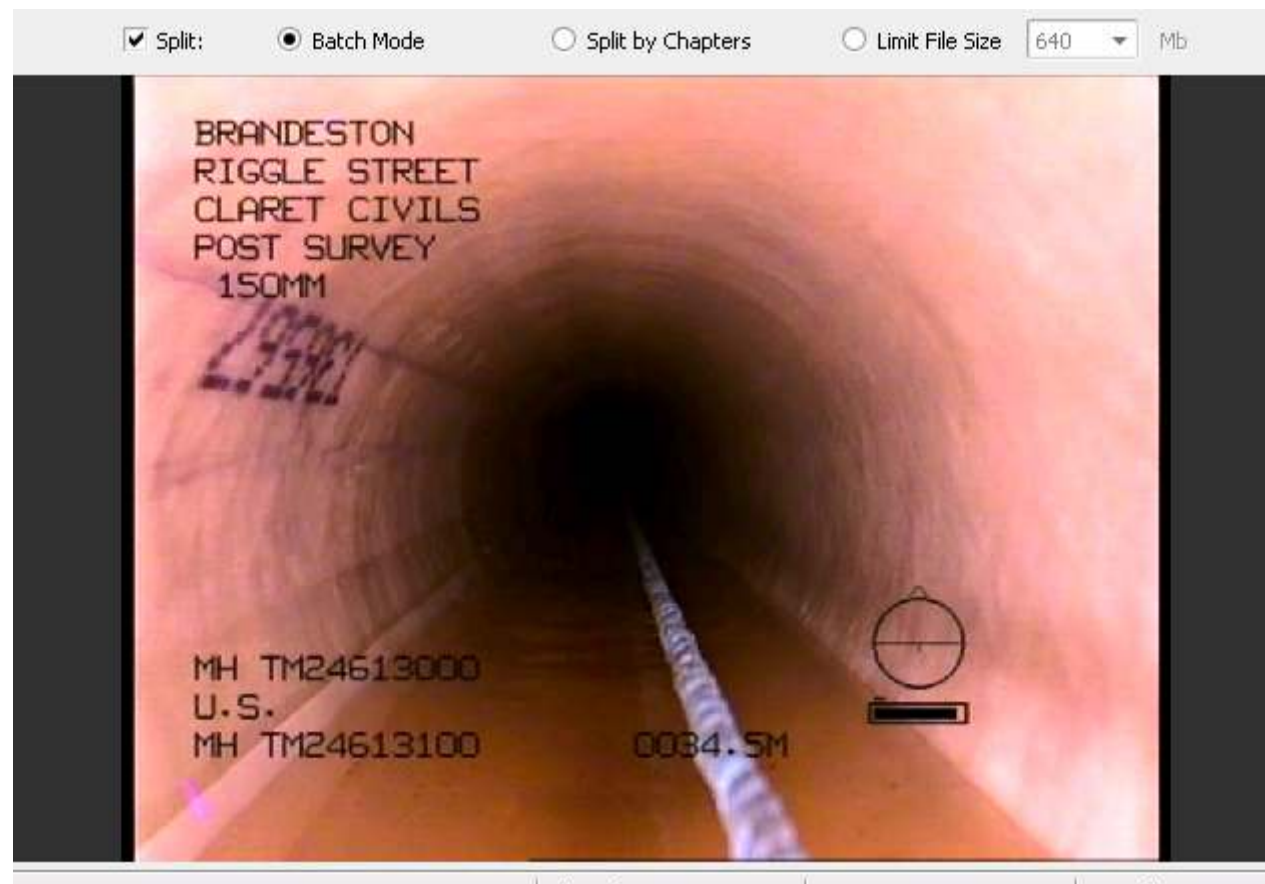 Split: Batch Mode Split by Chapters Limit File Size 640 Mb
BRANDESTON
RIGGLE STREET
CLARET CIVILS
POST SURVEY
150MM
MH TM24613000
U.S.
MH TM24613100 0034.5M